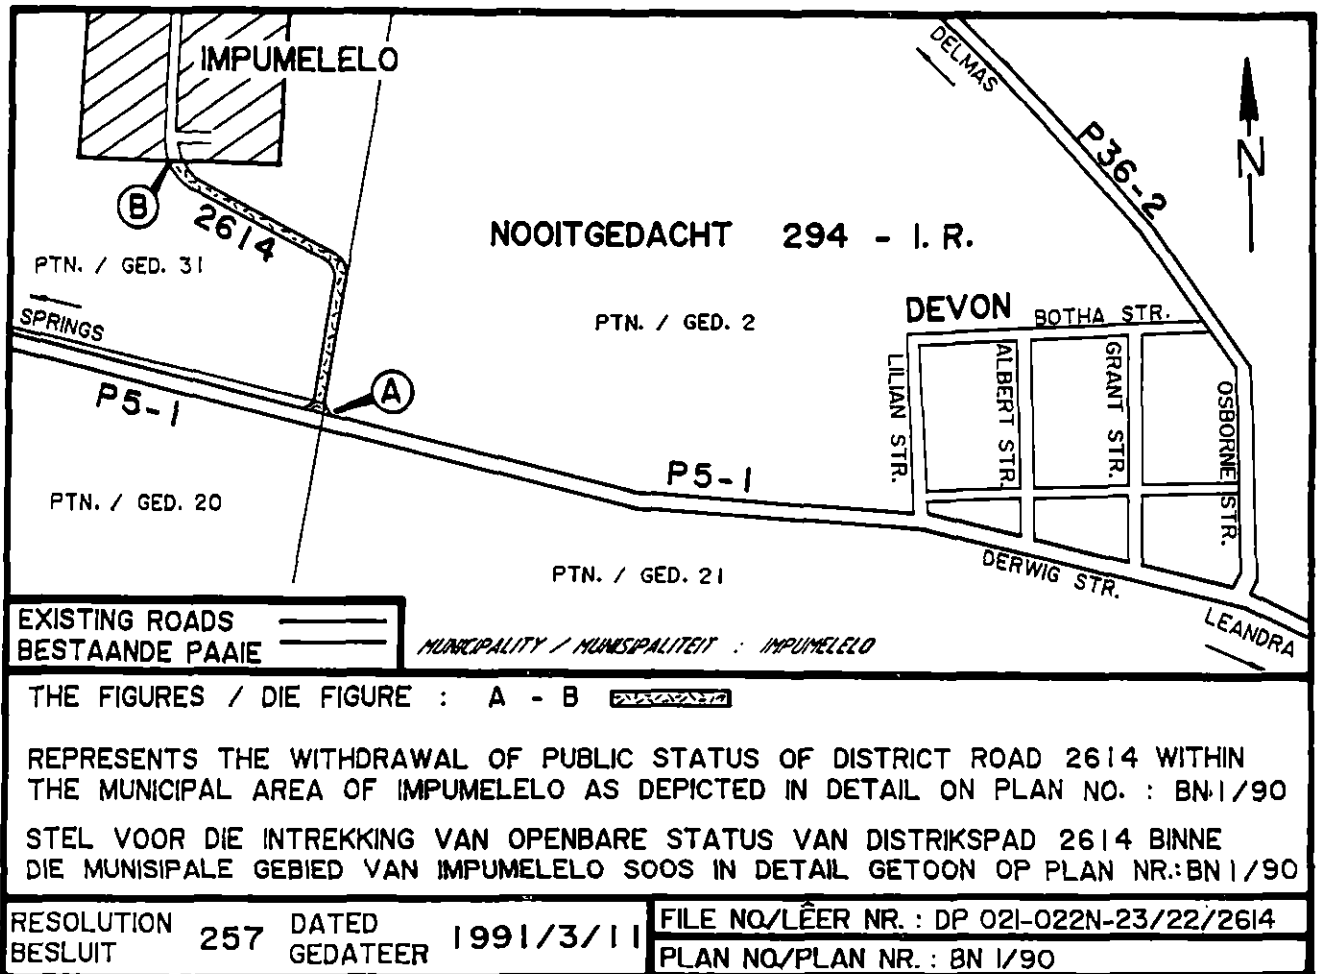 IMPUMELELO
DELMAS
P36-2
N
B
2614
NOOITGEDACHT 294 - I.R.
PTN. / GED. 31
SPRINGS
PTN. / GED. 2
DEVON
BOTHA STR.
LILIAN STR.
ALBERT STR.
GRANT STR.
OSBORNE STR.
A
P5-1
P5-1
PTN. / GED. 20
PTN. / GED. 21
DERWIG STR.
LEANDRA
EXISTING ROADS
BESTAANDE PAAIE
MUNICIPALITY / MUNISIPALITEIT : IMPUMELELO
THE FIGURES / DIE FIGURE : A - B
REPRESENTS THE WITHDRAWAL OF PUBLIC STATUS OF DISTRICT ROAD 2614 WITHIN
THE MUNICIPAL AREA OF IMPUMELELO AS DEPICTED IN DETAIL ON PLAN NO. : BN 1/90
STEL VOOR DIE INTREKKING VAN OPENBARE STATUS VAN DISTRIKSPAD 2614 BINNE
DIE MUNISIPALE GEBIED VAN IMPUMELELO SOOS IN DETAIL GETOON OP PLAN NR.: BN 1/90
RESOLUTION 257 DATED 1991/3/11
BESLUIT GEDATEER
FILE NO/LÊER NR. : DP 021-022N-23/22/2614
PLAN NO/PLAN NR. : BN 1/90